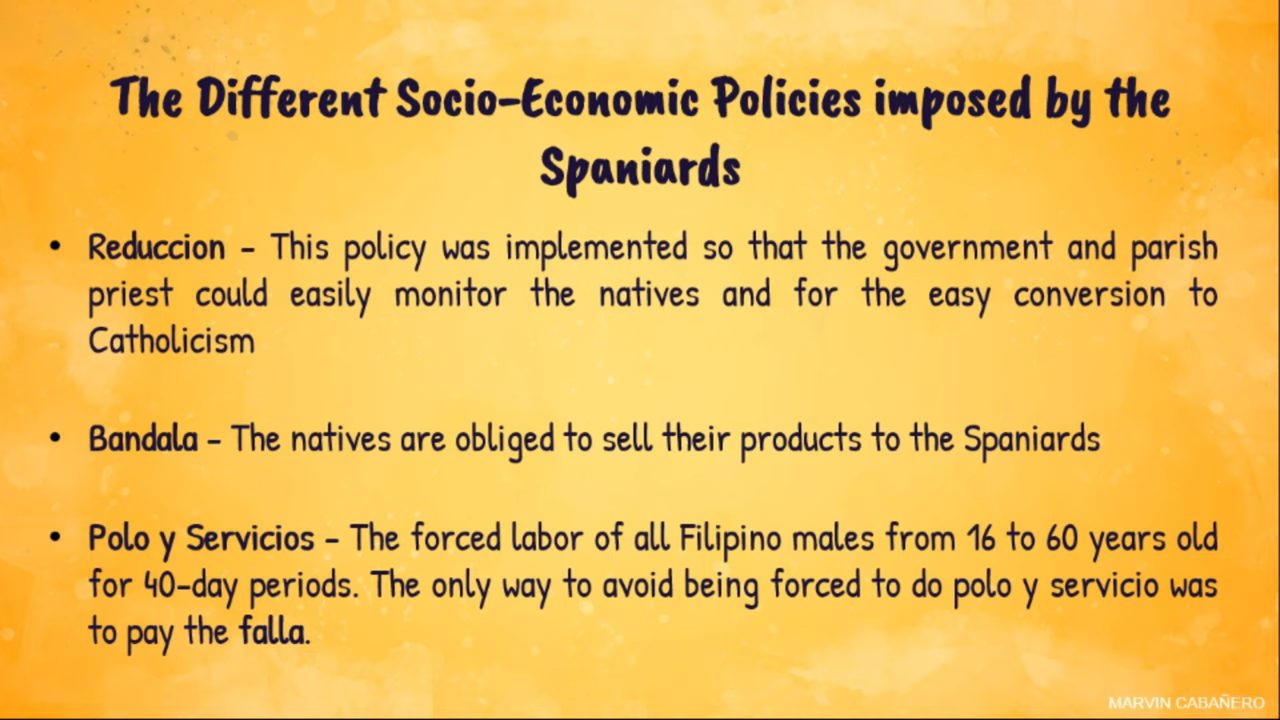 The Different Socio-Economic Policies imposed by the
Spaniards
• Reduccion – This policy was implemented so that the government and parish
priest could easily monitor the natives and for the easy conversion to
Catholicism
• Bandala – The natives are obliged to sell their products to the Spaniards
• Polo y Servicios – The forced labor of all Filipino males from 16 to 60 years old
for 40-day periods. The only way to avoid being forced to do polo y servicio was
to pay the falla.
MARVIN CABAÑERO